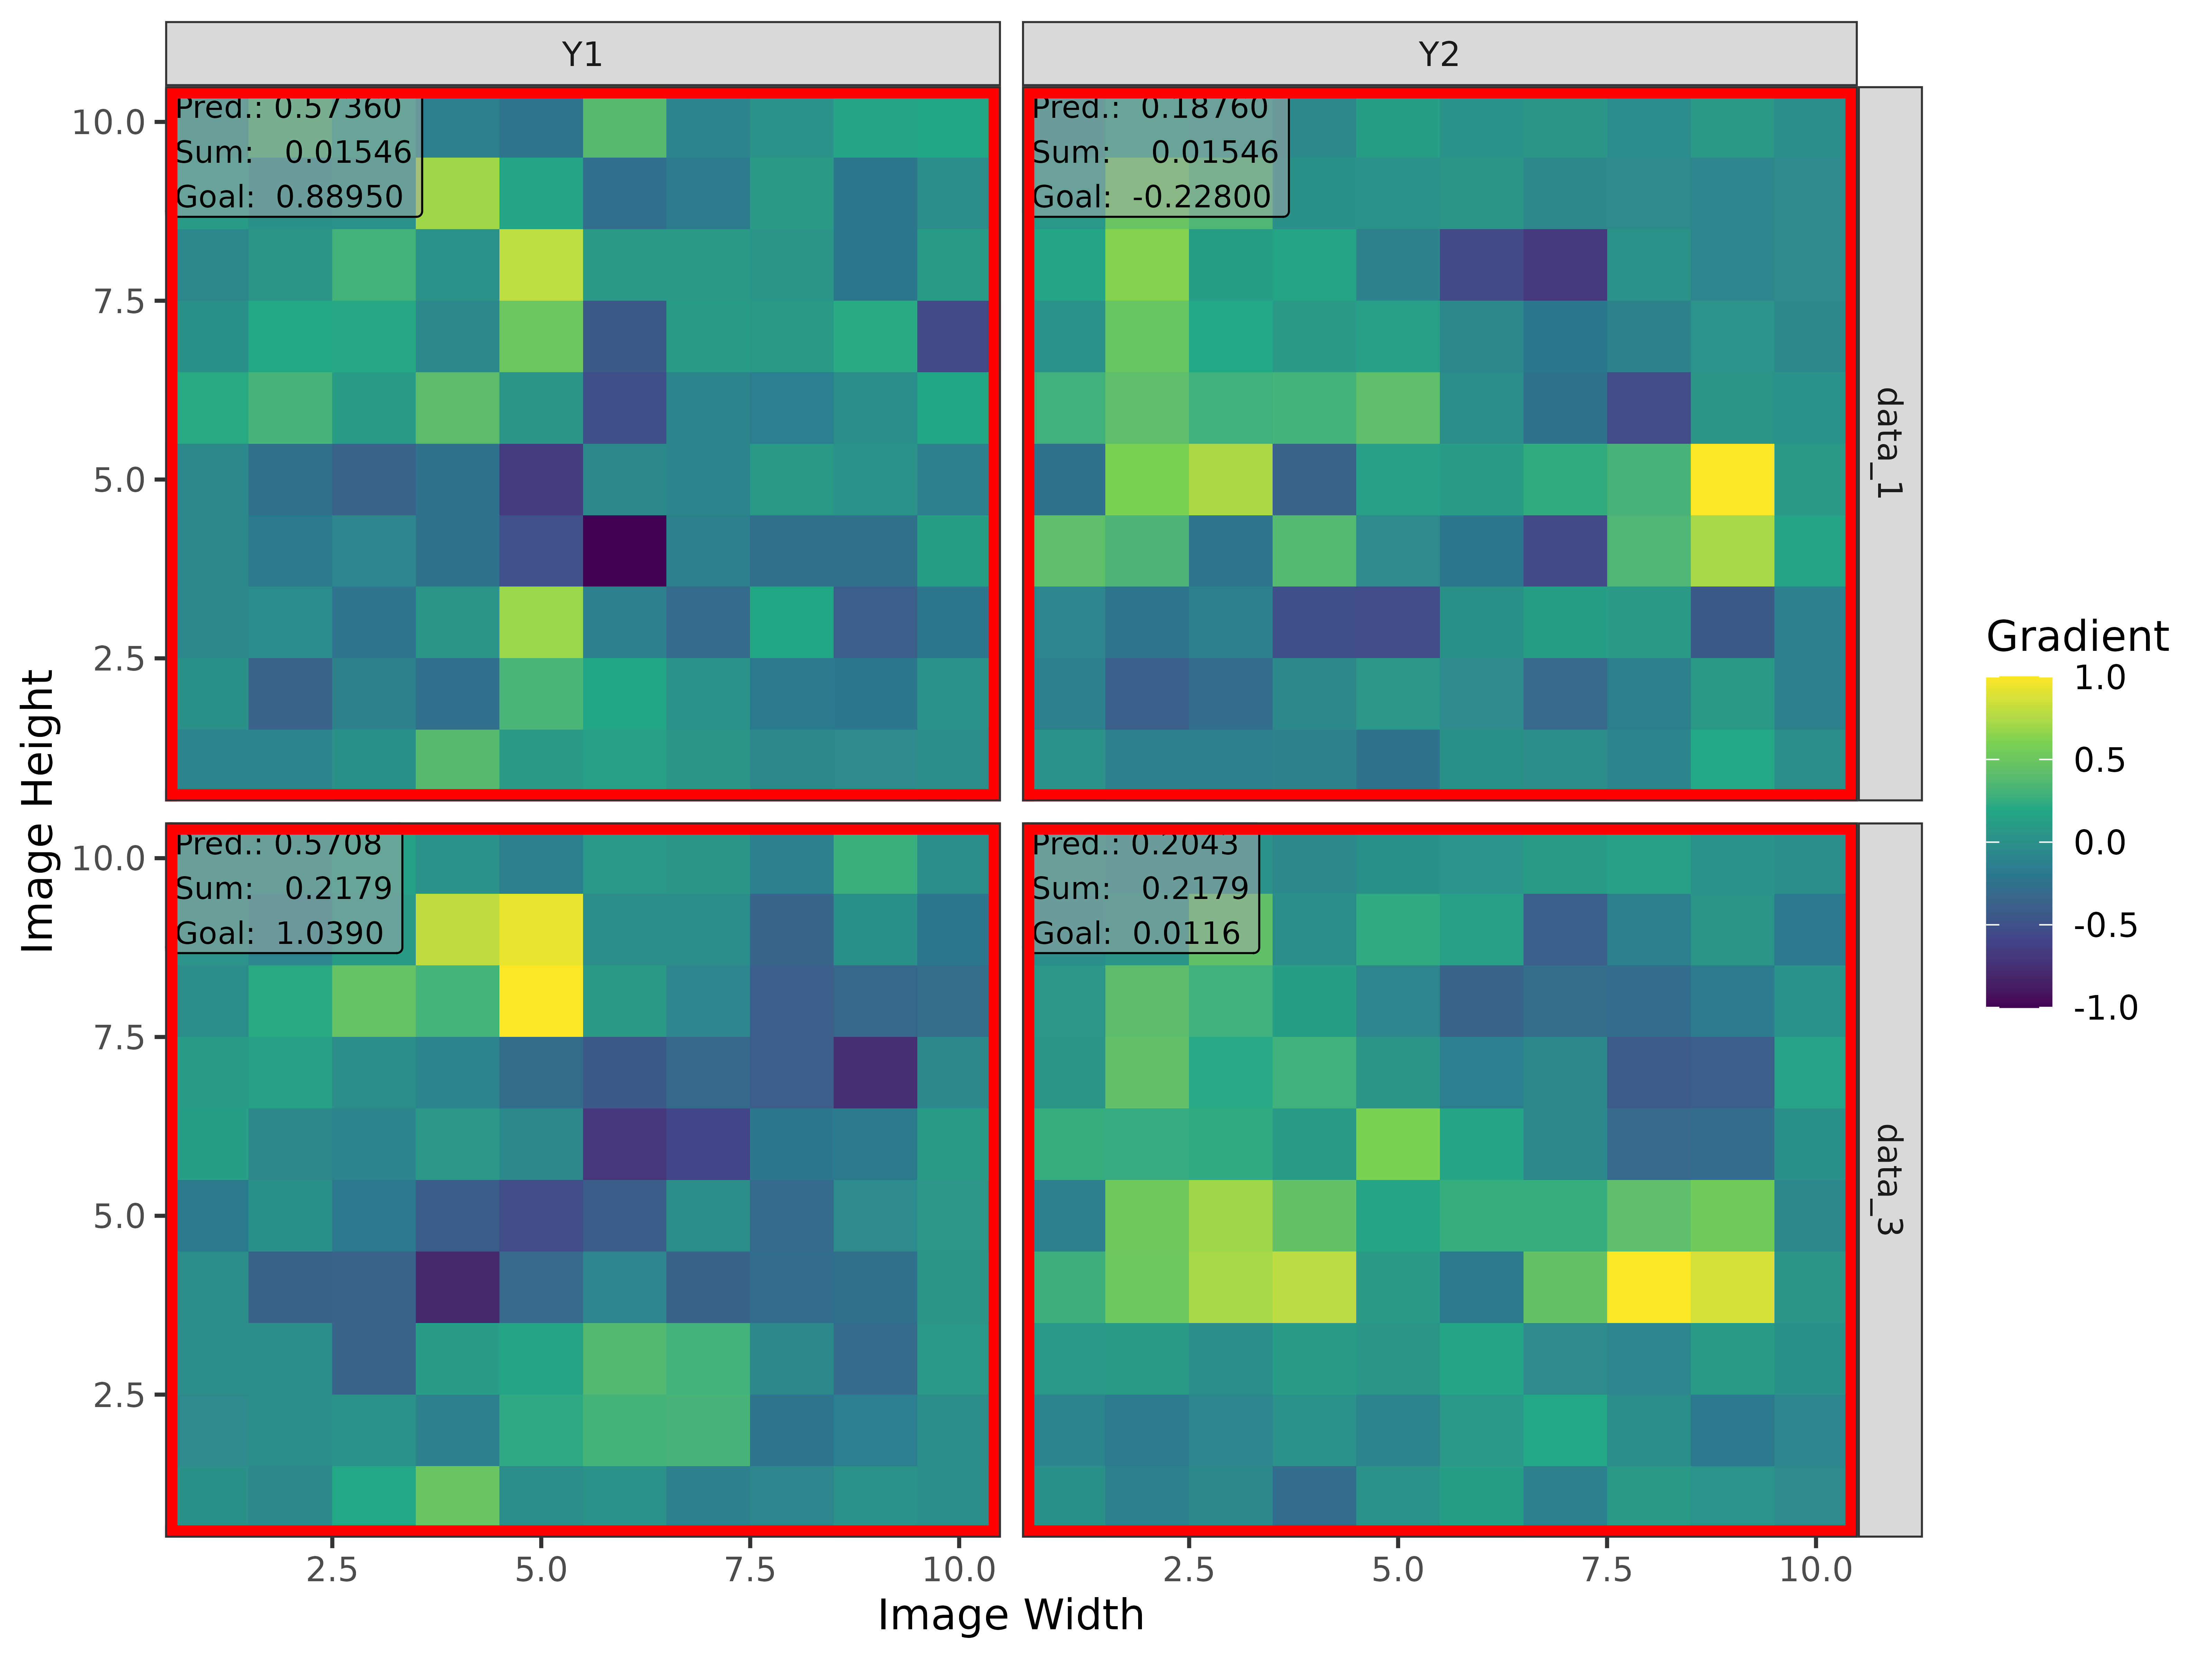 Y1
Y2
Pred.: 0.57360
Sum: 0.01546
Goal: 0.88950
Pred.: 0.18760
Sum: 0.01546
Goal: -0.22800
10.0
7.5
5.0
2.5
data_1
Pred.: 0.5708
Sum: 0.2179
Goal: 1.0390
Pred.: 0.2043
Sum: 0.2179
Goal: 0.0116
10.0
7.5
5.0
2.5
data_3
2.5 5.0 7.5 10.0
2.5 5.0 7.5 10.0
Image Width
Image Height
Gradient
1.0
0.5
0.0
-0.5
-1.0